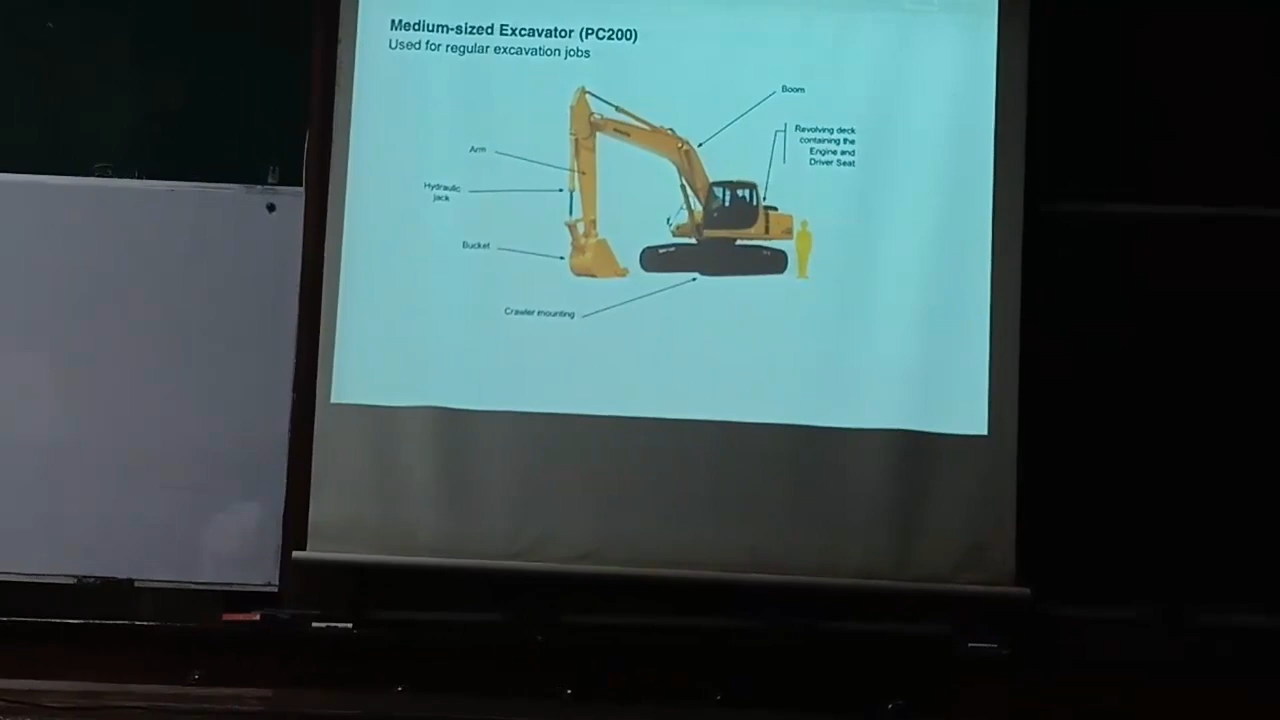 Medium-sized Excavator (PC200)
Used for regular excavation jobs
Boom
Revolving deck
containing the
Engine and
Driver Seat
Arm
Hydraulic
jack
Bucket
Crawler mounting